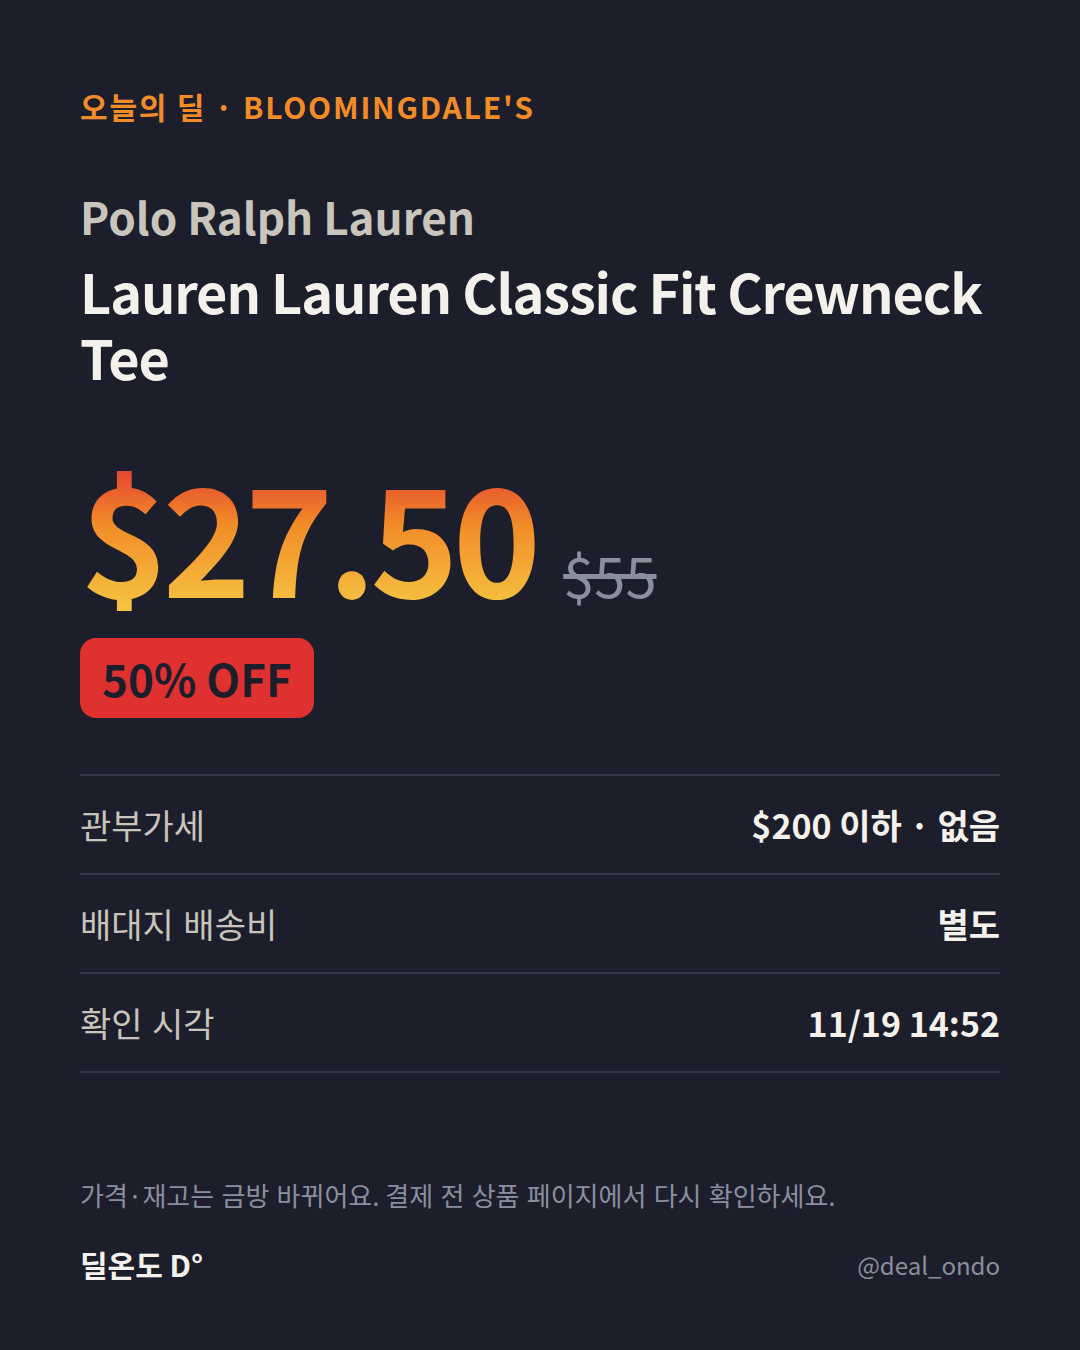 오늘의 딜 · BLOOMINGDALE'S
Polo Ralph Lauren
Lauren Lauren Classic Fit Crewneck
Tee
$27.50 $55
50% OFF
관부가세 $200 이하 · 없음
배대지 배송비 별도
확인 시각 11/19 14:52
가격·재고는 금방 바뀌어요. 결제 전 상품 페이지에서 다시 확인하세요.
딜온도 D° @deal_ondo